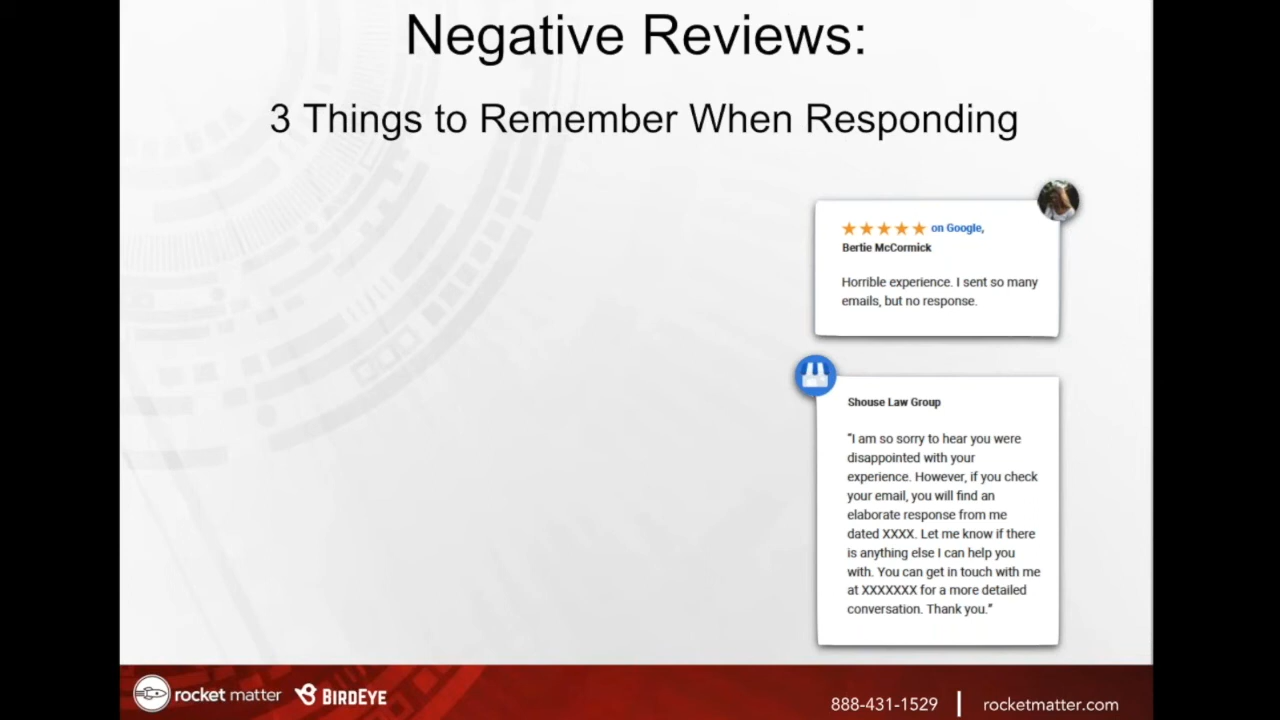 Negative Reviews:
3 Things to Remember When Responding
on Google,
Bertie McCormick
Horrible experience. I sent so many
emails, but no response.
Shouse Law Group
"I am so sorry to hear you were
disappointed with your
experience. However, if you check
your email, you will find an
elaborate response from me
dated XXXX. Let me know if there
is anything else I can help you
with. You can get in touch with me
at XXXXXXX for a more detailed
conversation. Thank you."
rocket matter
BIRDEYE
888-431-1529 | rocketmatter.com